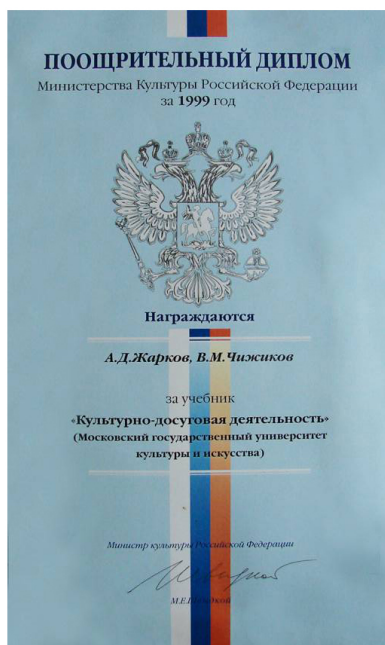 ПООЩРИТЕЛЬНЫЙ ДИПЛОМ
Министерства Культуры Российской Федерации
за 1999 год
Награждаются
А.Д.Жарков, В.М.Чижиков
за учебник
«Культурно-досуговая деятельность»
(Московский государственный университет
культуры и искусства)
Министр культуры Российской Федерации
М.Е.Швыдкой